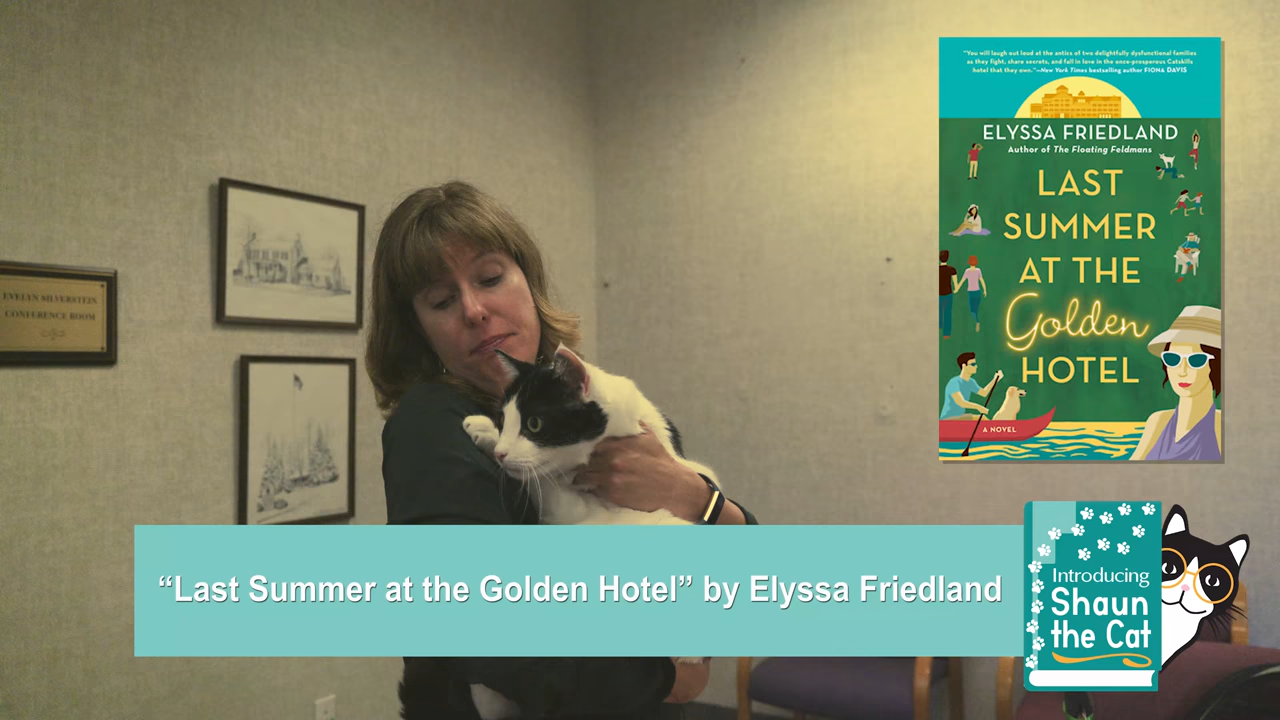 EVELYN SILVERSTEIN
CONFERENCE ROOM
"You will laugh out loud at the antics of two delightfully dysfunctional families
as they fight, share secrets, and fall in love in the once-prosperous Catskills
hotel that they own."—New York Times bestselling author FIONA DAVIS
ELYSSA FRIEDLAND
Author of The Floating Feldmans
LAST
SUMMER
AT THE
Golden
HOTEL
A NOVEL
“Last Summer at the Golden Hotel” by Elyssa Friedland
Introducing
Shaun
the Cat